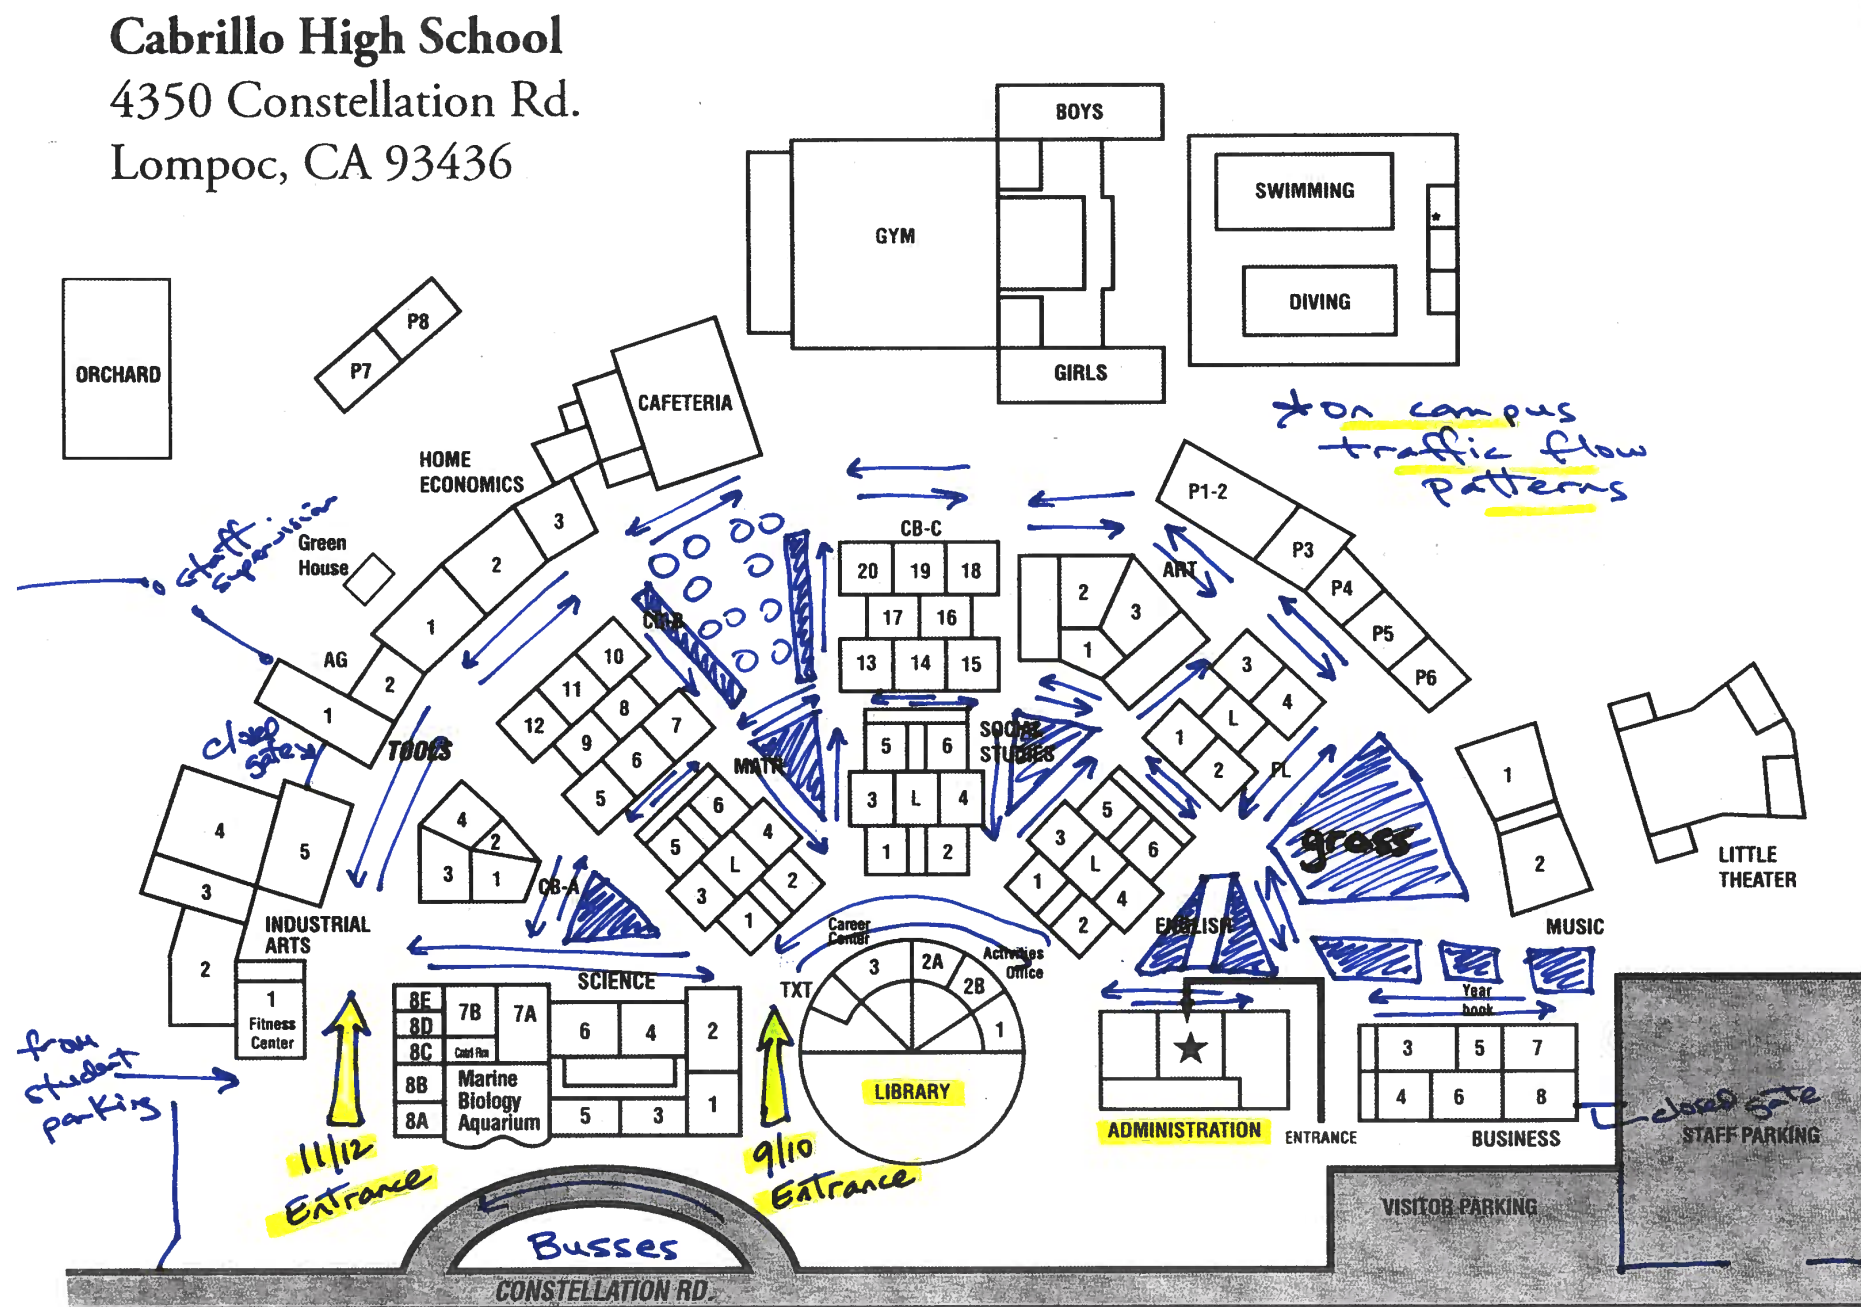 Cabrillo High School
4350 Constellation Rd.
Lompoc, CA 93436
BOYS
GYM
GIRLS
SWIMMING
*
DIVING
ORCHARD
P8
P7
CAFETERIA
*on campus
traffic flow
patterns
HOME
ECONOMICS
3
2
1
staff
supervision
Green
House
AG
2
1
closed
gate
TOOLS
CB-B
10
11
12
8
7
9
6
5
CB-C
20 19 18
17 16
13 14 15
ART
2
3
1
P1-2
P3
P4
P5
P6
3
4
L
1
2
FL
SOCIAL
STUDIES
5 6
3 L 4
1 2
MATH
6
5
4
L
2
3
1
5
3
6
L
1
4
2
ENGLISH
grass
1
2
MUSIC
LITTLE
THEATER
4
5
3
2
INDUSTRIAL
ARTS
1
Fitness
Center
4
2
3
1
CB-A
SCIENCE
8E
8D
8C
8B
8A
7B
7A
Marine
Biology
Aquarium
6 4 2
5 3 1
Career
Center
Activities
Office
TXT
3
2A
2B
1
LIBRARY
ADMINISTRATION
ENTRANCE
Year
book
3 5 7
4 6 8
BUSINESS
closed gate
STAFF PARKING
VISITOR PARKING
from
student
parking
11/12
Entrance
9/10
Entrance
Busses
CONSTELLATION RD.